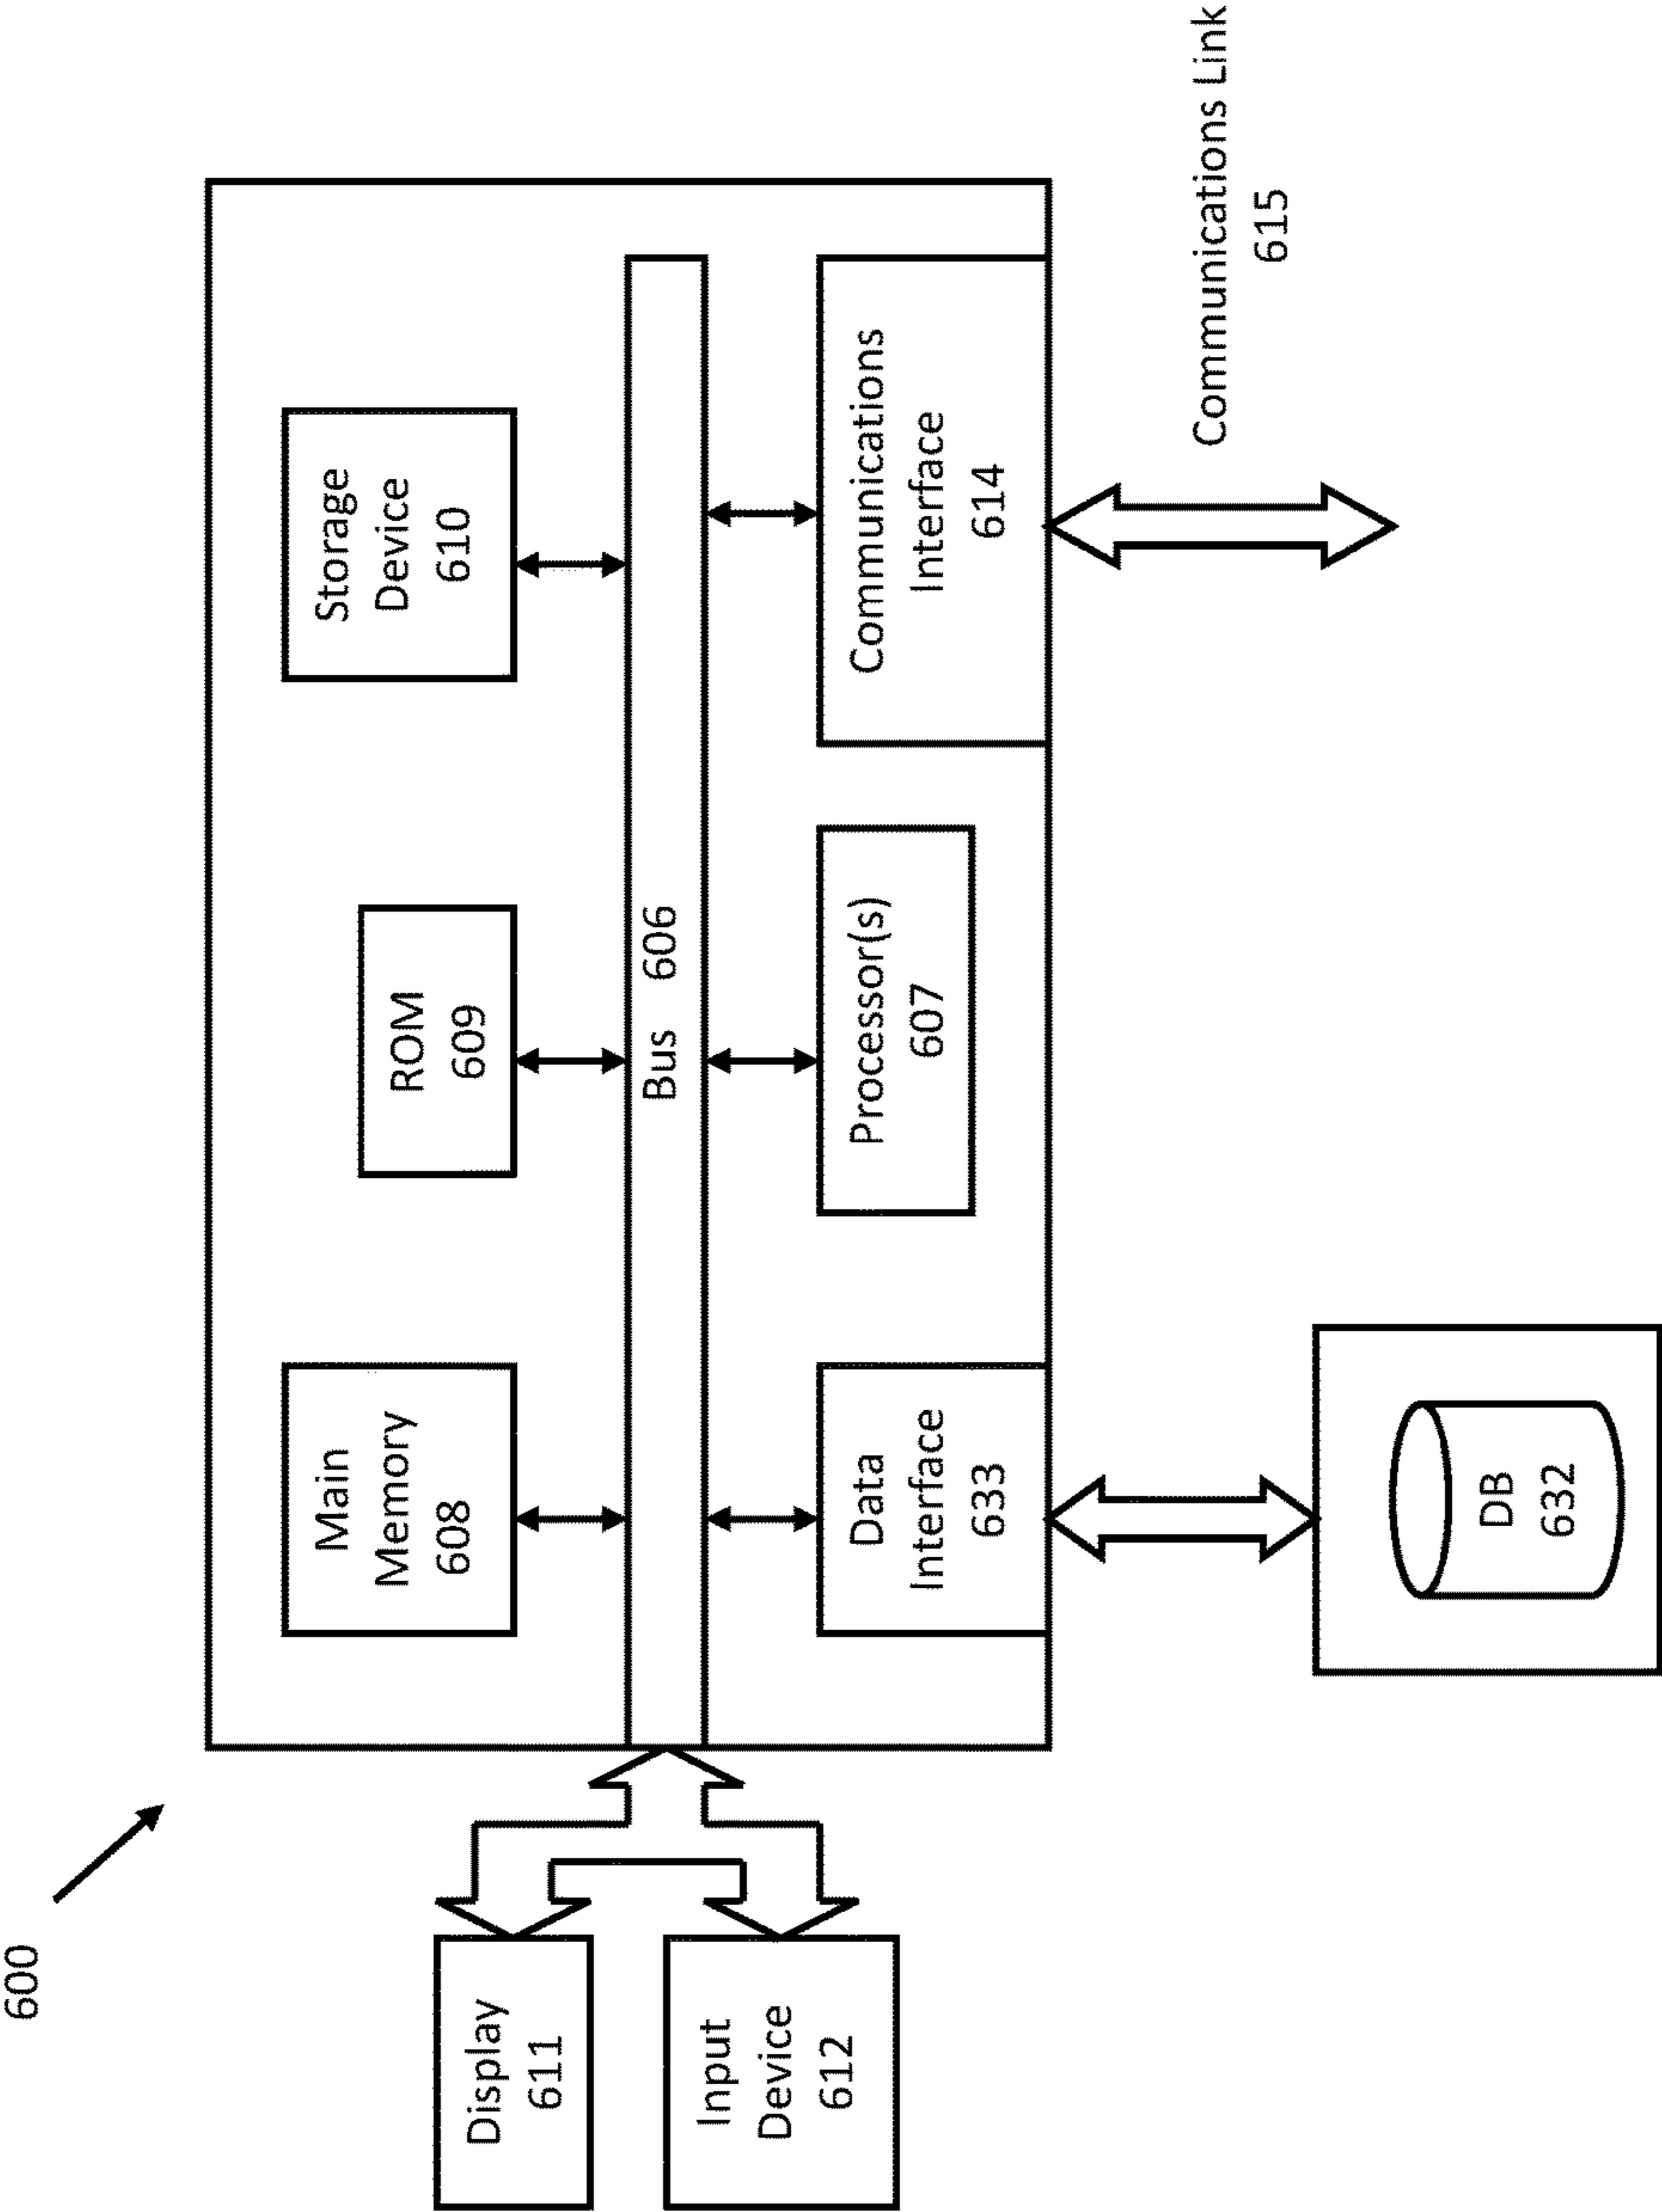 600
Display
611
Input
Device
612
Main
Memory
608
ROM
609
Storage
Device
610
Bus 606
Data
Interface
633
Processor(s)
607
Communications
Interface
614
DB
632
Communications Link
615